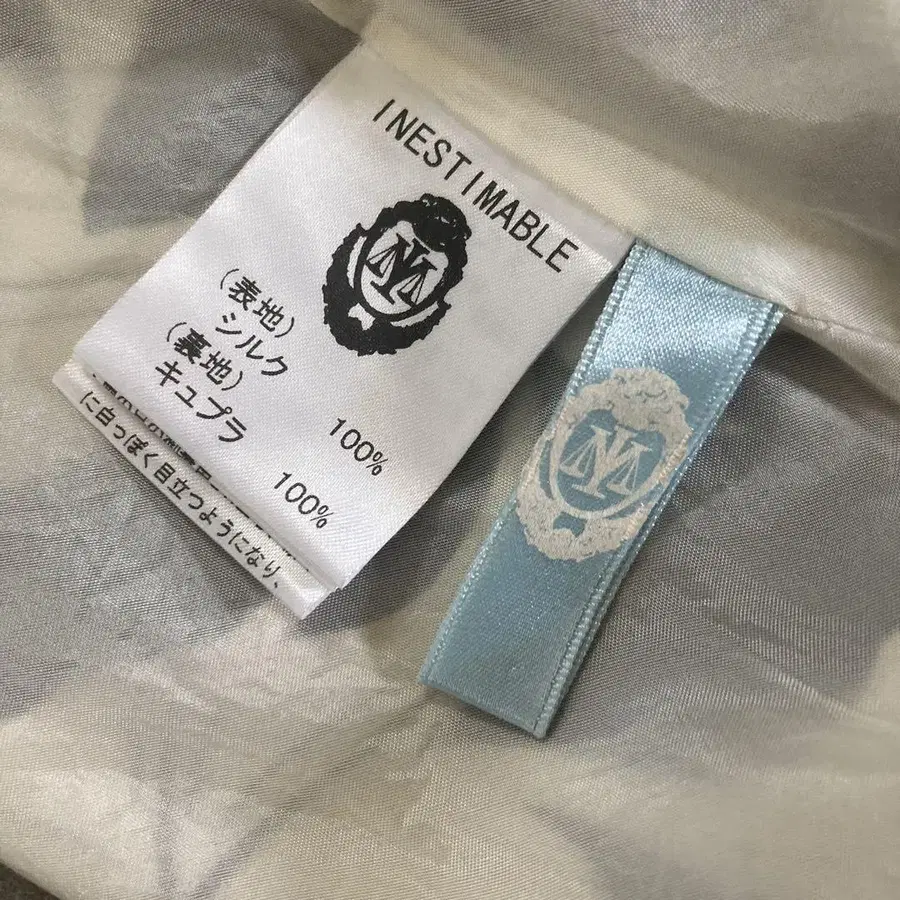 INESTIMABLE
(表地)
シルク 100%
(裏地)
キュプラ 100%
に白っぽく目立つようになり、